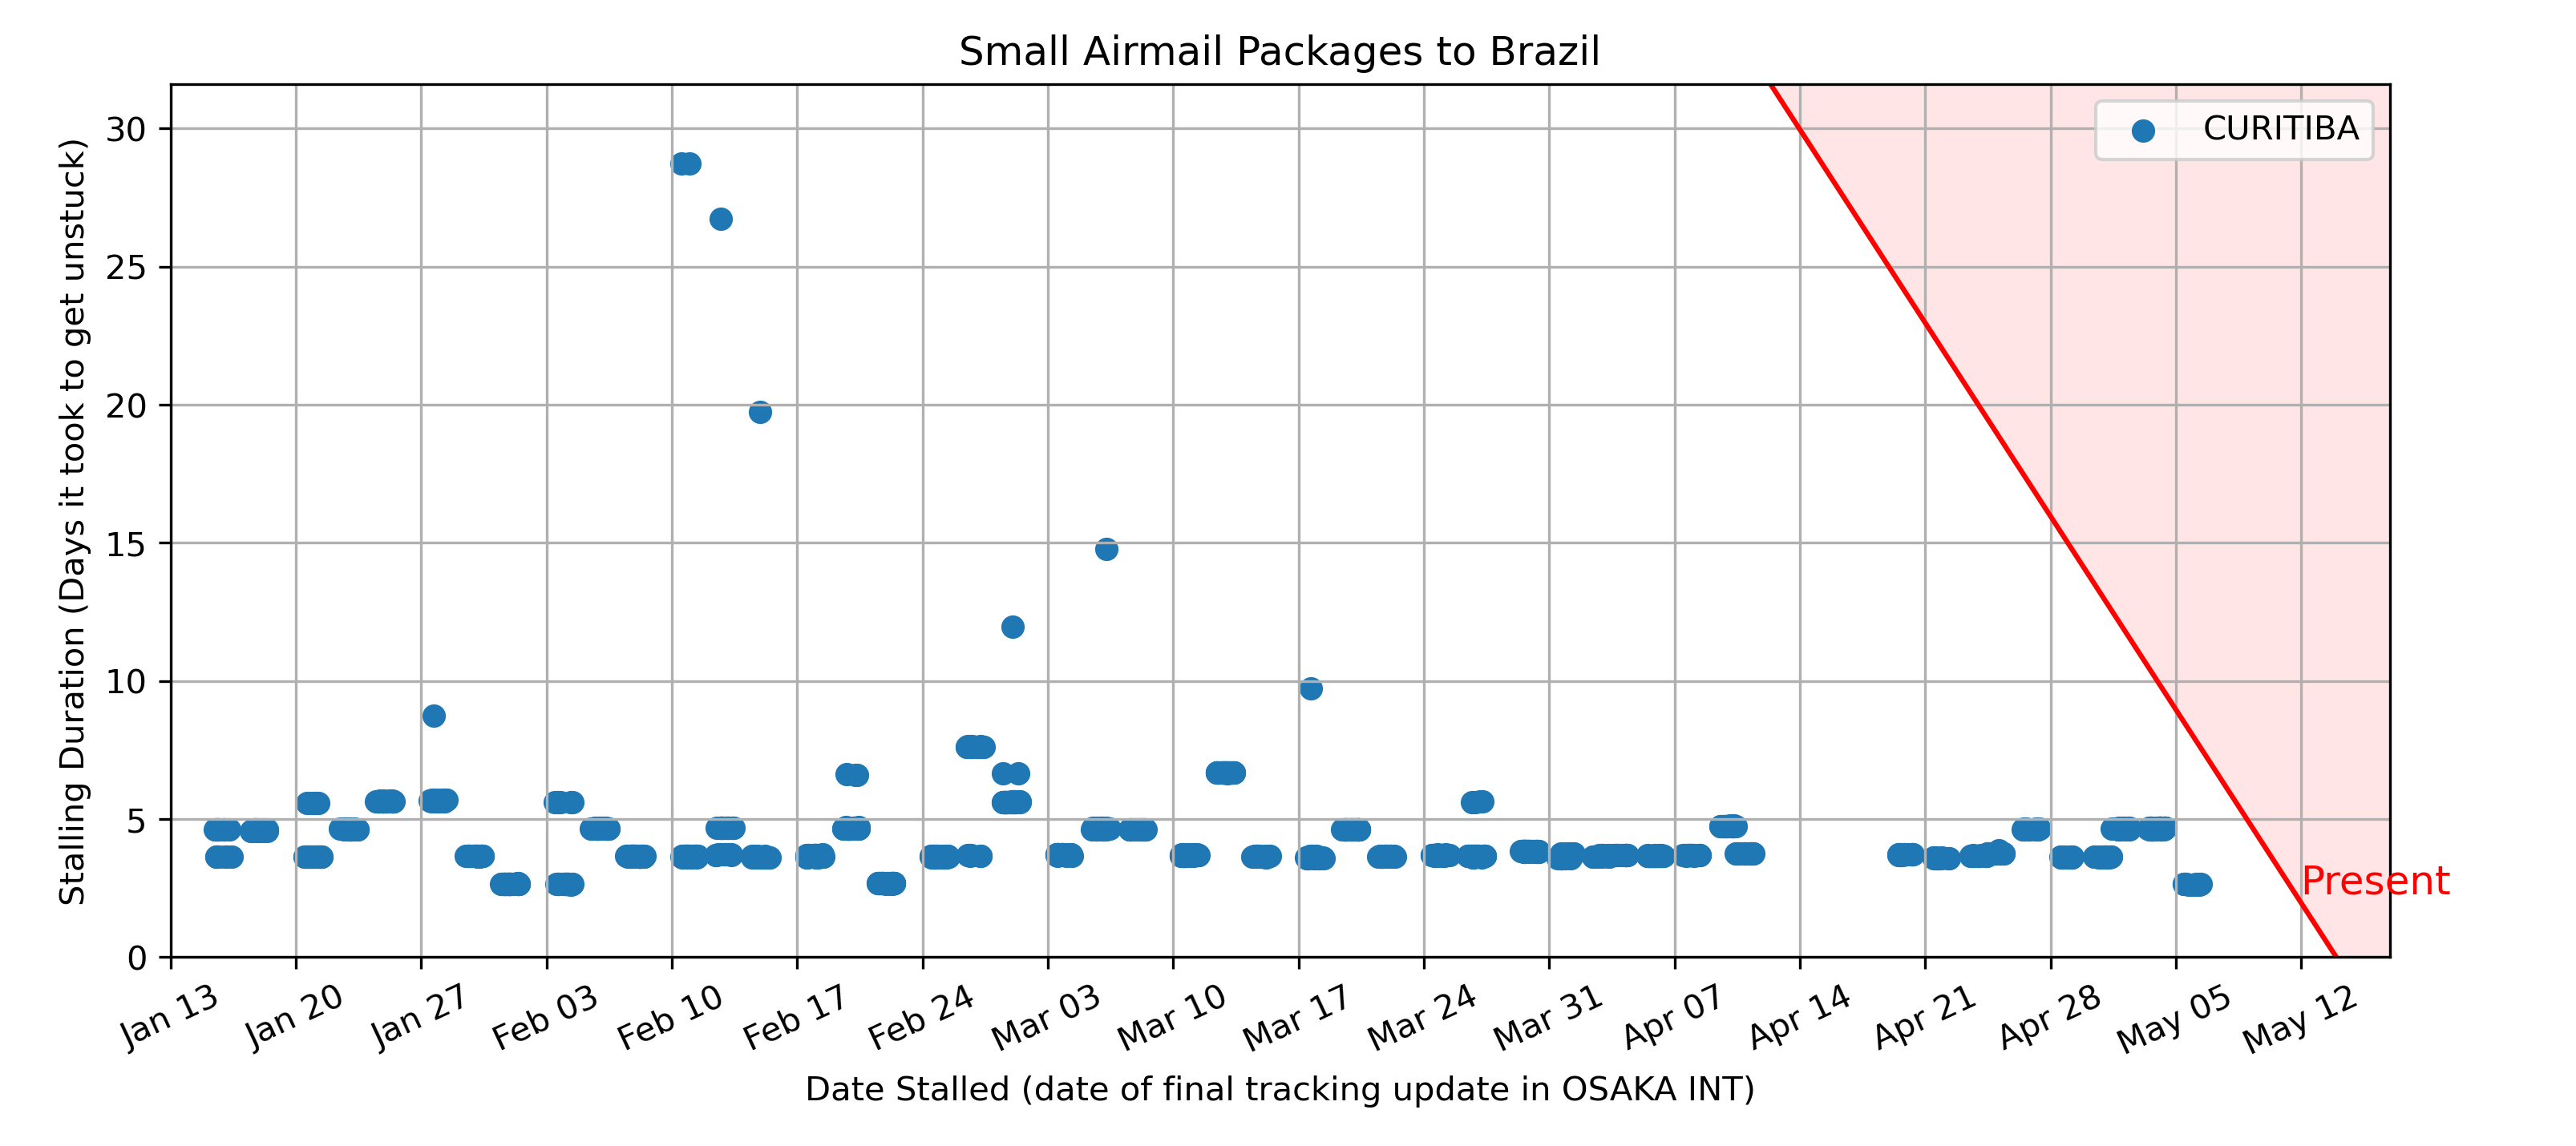 Small Airmail Packages to Brazil
CURITIBA
Stalling Duration (Days it took to get unstuck)
30
25
20
15
10
5
0
Present
Jan 13
Jan 20
Jan 27
Feb 03
Feb 10
Feb 17
Feb 24
Mar 03
Mar 10
Mar 17
Mar 24
Mar 31
Apr 07
Apr 14
Apr 21
Apr 28
May 05
May 12
Date Stalled (date of final tracking update in OSAKA INT)